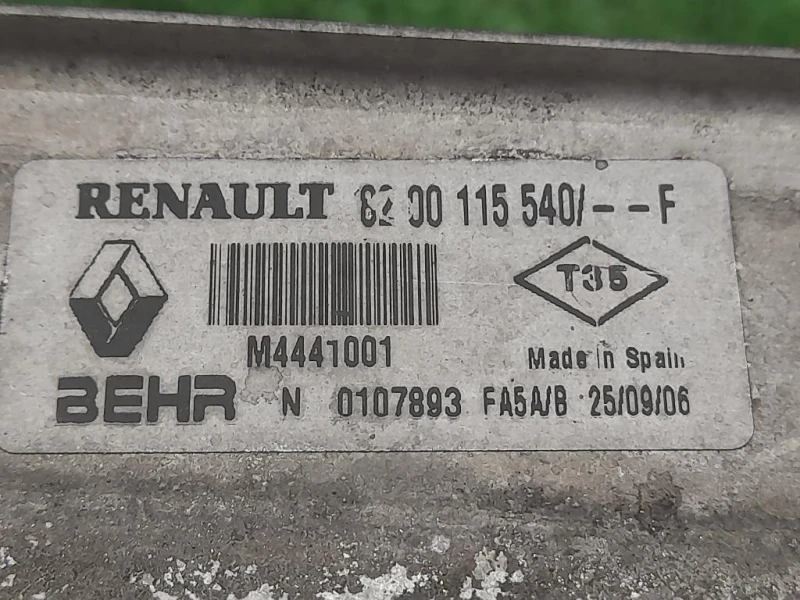 RENAULT 8200 115 540/---F
T35
M4441001
Made in Spain
BEHR N 0107893 FA5A/B 25/09/06